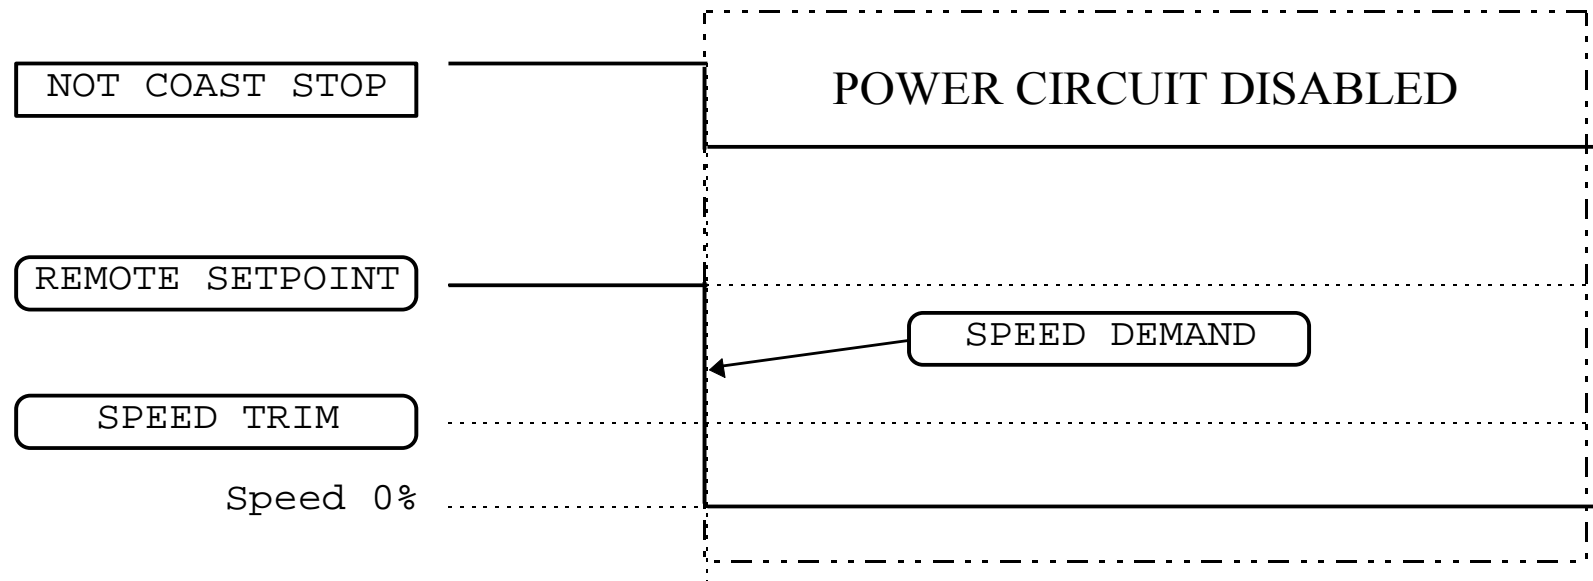 NOT COAST STOP
POWER CIRCUIT DISABLED
REMOTE SETPOINT
SPEED DEMAND
SPEED TRIM
Speed 0%